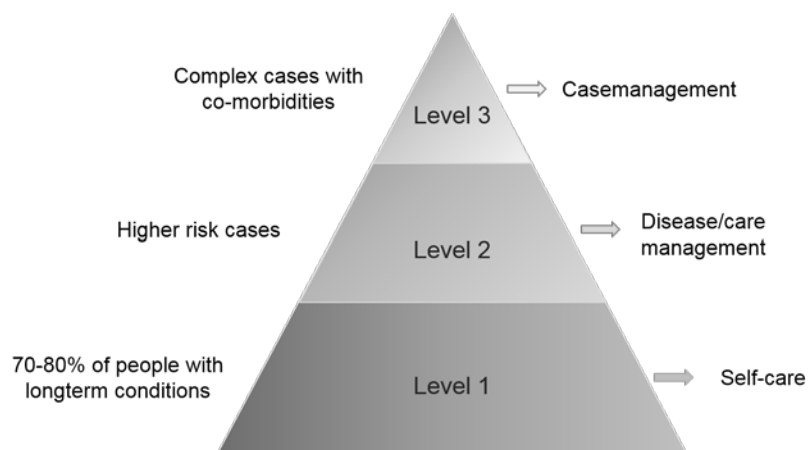 Complex cases with
co-morbidities
Level 3
Casemanagement
Higher risk cases
Level 2
Disease/care
management
70-80% of people with
longterm conditions
Level 1
Self-care